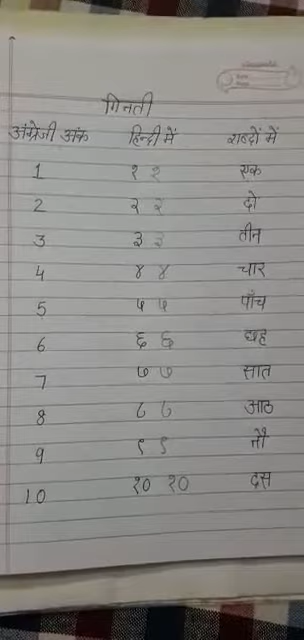 गिनती
अंग्रेजी अंक हिन्दी में शब्दों में
1 १ १ एक
2 २ २ दो
3 ३ ३ तीन
4 ४ ४ चार
5 ५ ५ पाँच
6 ६ ६ छह
7 ७ ७ सात
8 ८ ८ आठ
9 ९ ९ नौ
10 १० १० दस